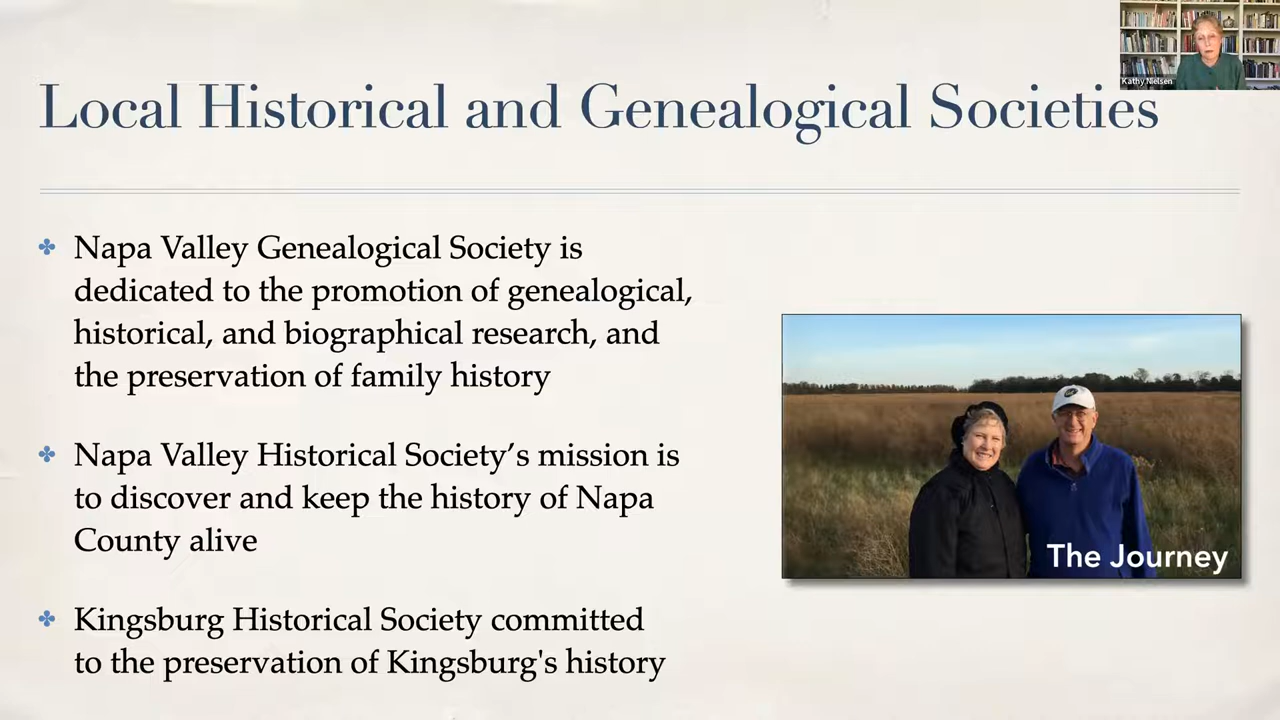 Kathy Nielsen
Local Historical and Genealogical Societies
Napa Valley Genealogical Society is
dedicated to the promotion of genealogical,
historical, and biographical research, and
the preservation of family history
Napa Valley Historical Society’s mission is
to discover and keep the history of Napa
County alive
Kingsburg Historical Society committed
to the preservation of Kingsburg's history
The Journey